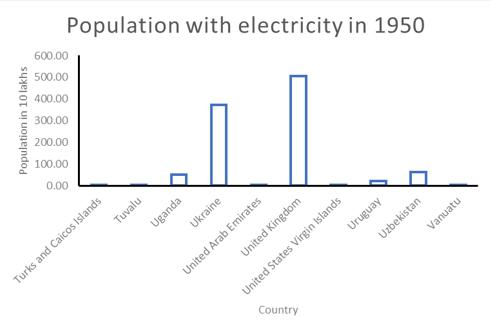 Population with electricity in 1950
Population in 10 lakhs
600.00
500.00
400.00
300.00
200.00
100.00
0.00
Turks and Caicos Islands
Tuvalu
Uganda
Ukraine
United Arab Emirates
United Kingdom
United States Virgin Islands
Uruguay
Uzbekistan
Vanuatu
Country